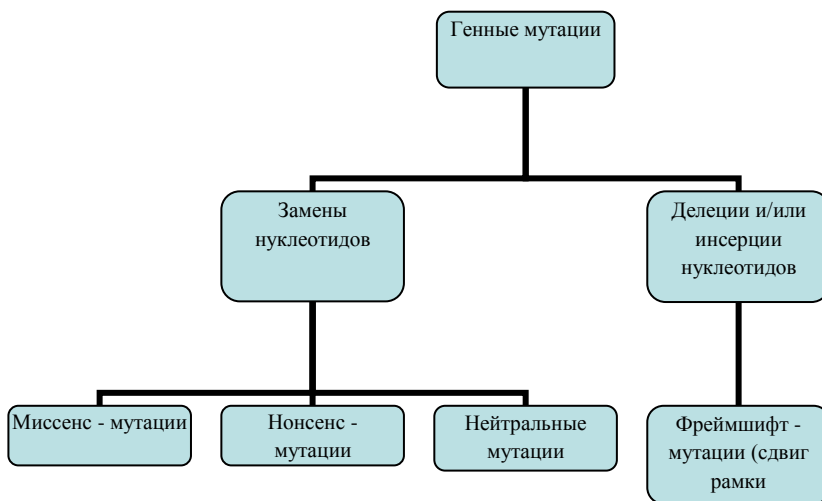 Генные мутации
Замены
нуклеотидов
Делеции и/или
инсерции
нуклеотидов
Миссенс - мутации
Нонсенс -
мутации
Нейтральные
мутации
Фреймшифт -
мутации (сдвиг
рамки